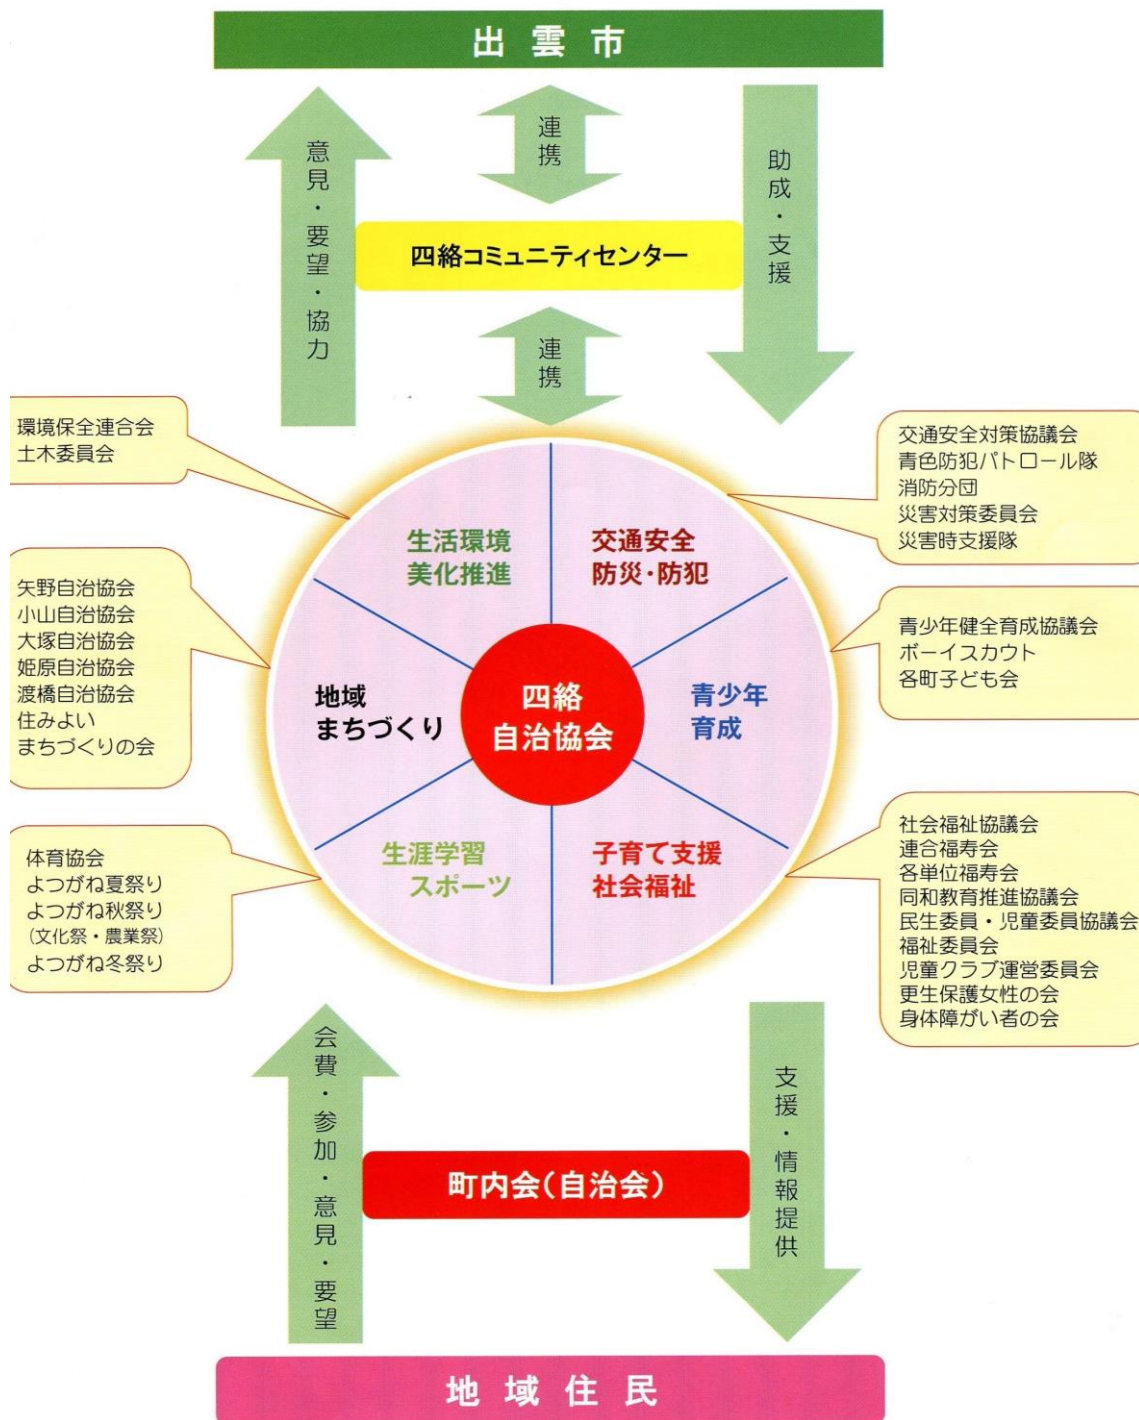 出雲市
意見・要望・協力
連携
助成・支援
四絡コミュニティセンター
連携
環境保全連合会
土木委員会
交通安全対策協議会
青色防犯パトロール隊
消防分団
災害対策委員会
災害時支援隊
生活環境
美化推進
交通安全
防災・防犯
矢野自治協会
小山自治協会
大塚自治協会
姫原自治協会
渡橋自治協会
住みよい
まちづくりの会
青少年健全育成協議会
ボーイスカウト
各町子ども会
地域
まちづくり
四絡
自治協会
青少年
育成
体育協会
よつがね夏祭り
よつがね秋祭り
(文化祭・農業祭)
よつがね冬祭り
生涯学習
スポーツ
子育て支援
社会福祉
社会福祉協議会
連合福寿会
各単位福寿会
同和教育推進協議会
民生委員・児童委員協議会
福祉委員会
児童クラブ運営委員会
更生保護女性の会
身体障がい者の会
会費・参加・意見・要望
支援・情報提供
町内会(自治会)
地域住民